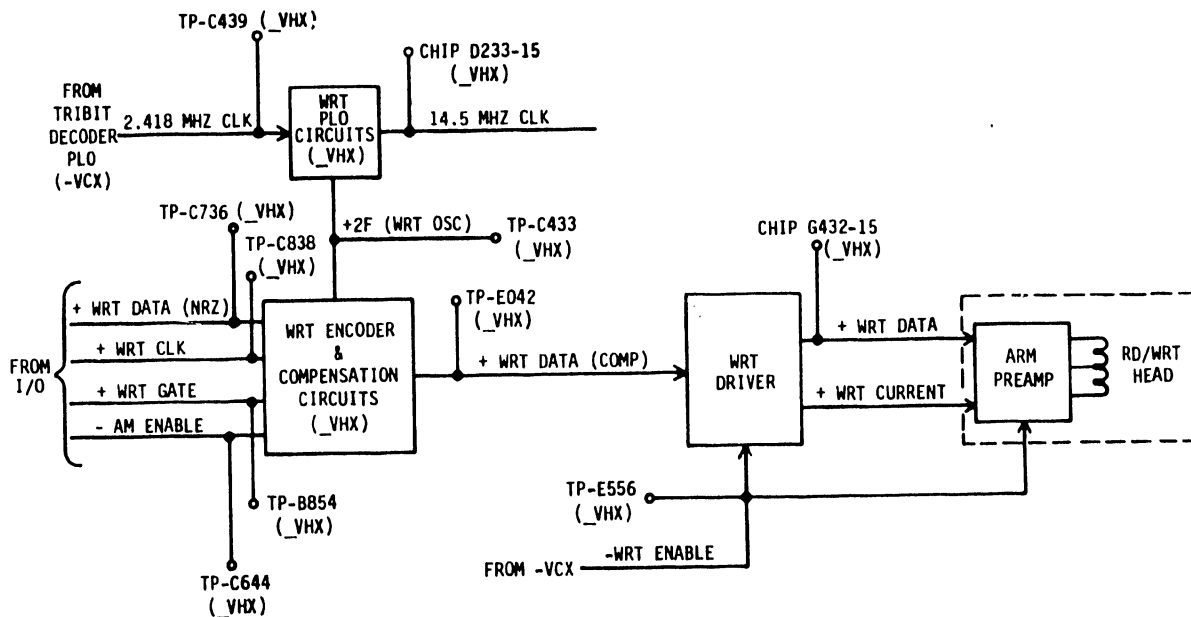 TP-C439 (_VHX)
CHIP D233-15
(_VHX)
FROM
TRIBIT
DECODER
PLO
(-VCX)
2.418 MHZ CLK
WRT
PLO
CIRCUITS
(_VHX)
14.5 MHZ CLK
TP-C736 (_VHX)
TP-C838
(_VHX)
+2F (WRT OSC)
TP-C433
(_VHX)
CHIP G432-15
(_VHX)
FROM
I/O
+ WRT DATA (NRZ)
+ WRT CLK
+ WRT GATE
- AM ENABLE
WRT ENCODER
&
COMPENSATION
CIRCUITS
(_VHX)
TP-E042
(_VHX)
+ WRT DATA (COMP)
WRT
DRIVER
+ WRT DATA
+ WRT CURRENT
ARM
PREAMP
RD/WRT
HEAD
TP-B854
(_VHX)
TP-C644
(_VHX)
TP-E556
(_VHX)
FROM -VCX
-WRT ENABLE